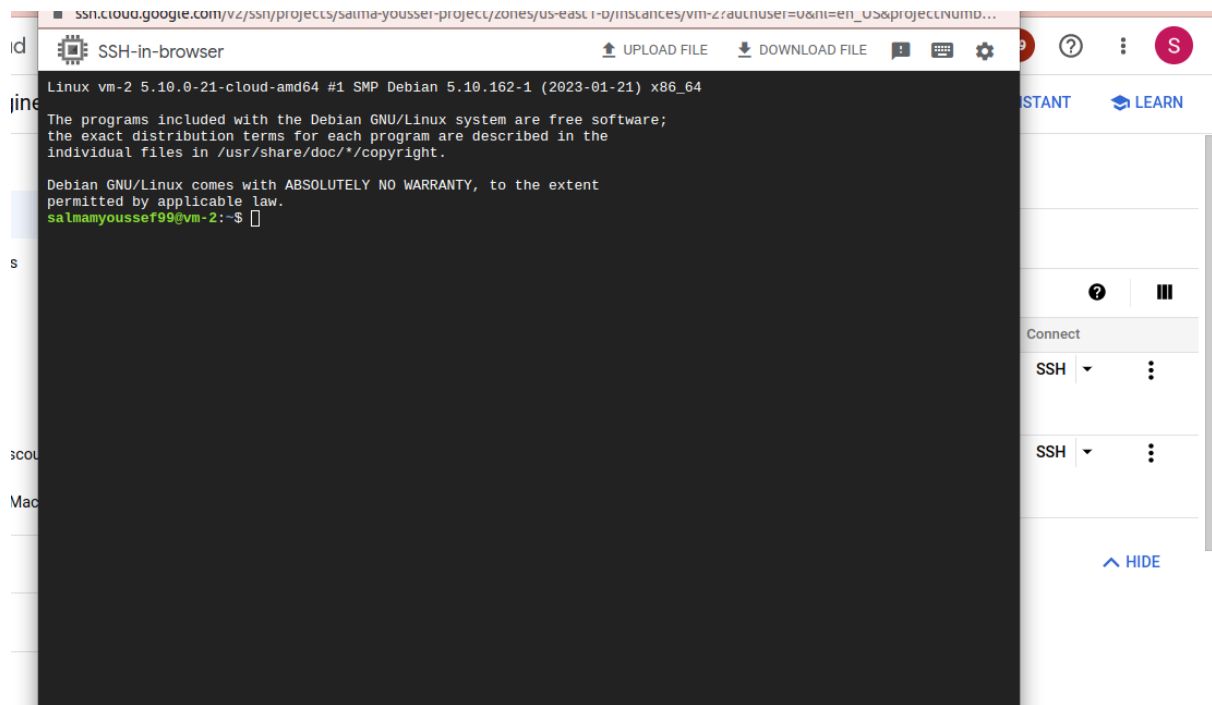 ssh.cloud.google.com/v2/ssh/projects/salma-yousser-project/zones/us-east1-b/instances/vm-2?authuser=0&hl=en_US&projectNumb...
SSH-in-browser
UPLOAD FILE
DOWNLOAD FILE
S
STANT
LEARN
Linux vm-2 5.10.0-21-cloud-amd64 #1 SMP Debian 5.10.162-1 (2023-01-21) x86_64
The programs included with the Debian GNU/Linux system are free software;
the exact distribution terms for each program are described in the
individual files in /usr/share/doc/*/copyright.
Debian GNU/Linux comes with ABSOLUTELY NO WARRANTY, to the extent
permitted by applicable law.
salmamyoussef99@vm-2:~$
s
Connect
SSH
scou
SSH
Mac
HIDE